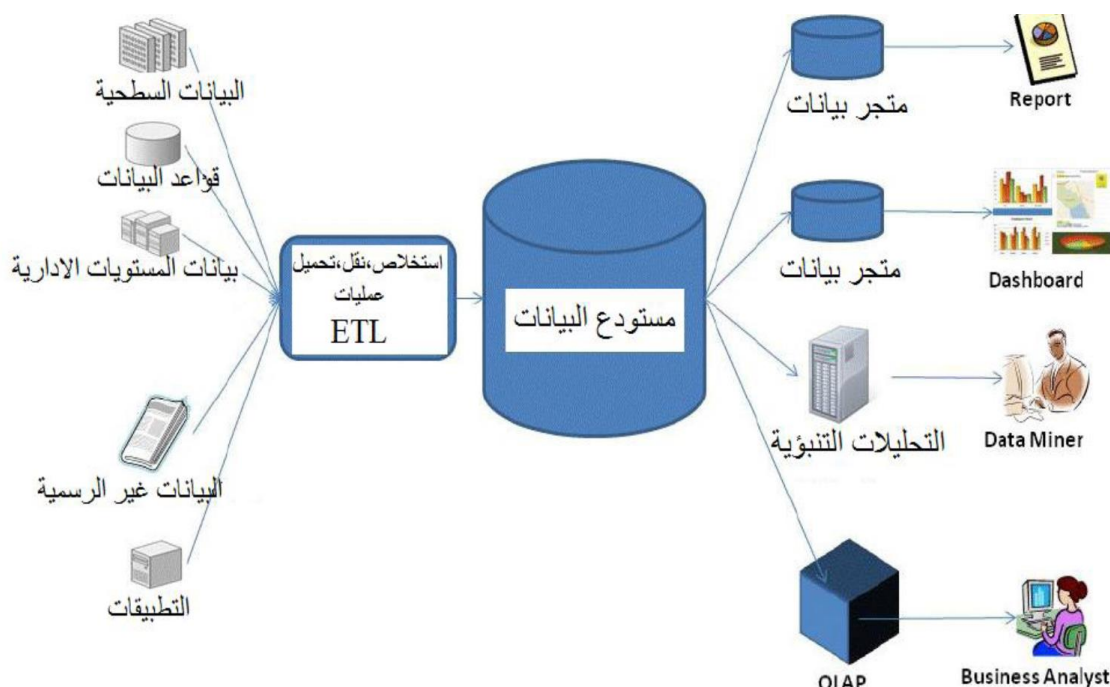 البيانات السطحية
قواعد البيانات
بيانات المستويات الادارية
البيانات غير الرسمية
التطبيقات
استخلاص،نقل،تحميل
عمليات
ETL
مستودع البيانات
متجر بيانات
Report
متجر بيانات
Dashboard
التحليلات التنبؤية
Data Miner
OLAP
Business Analyst